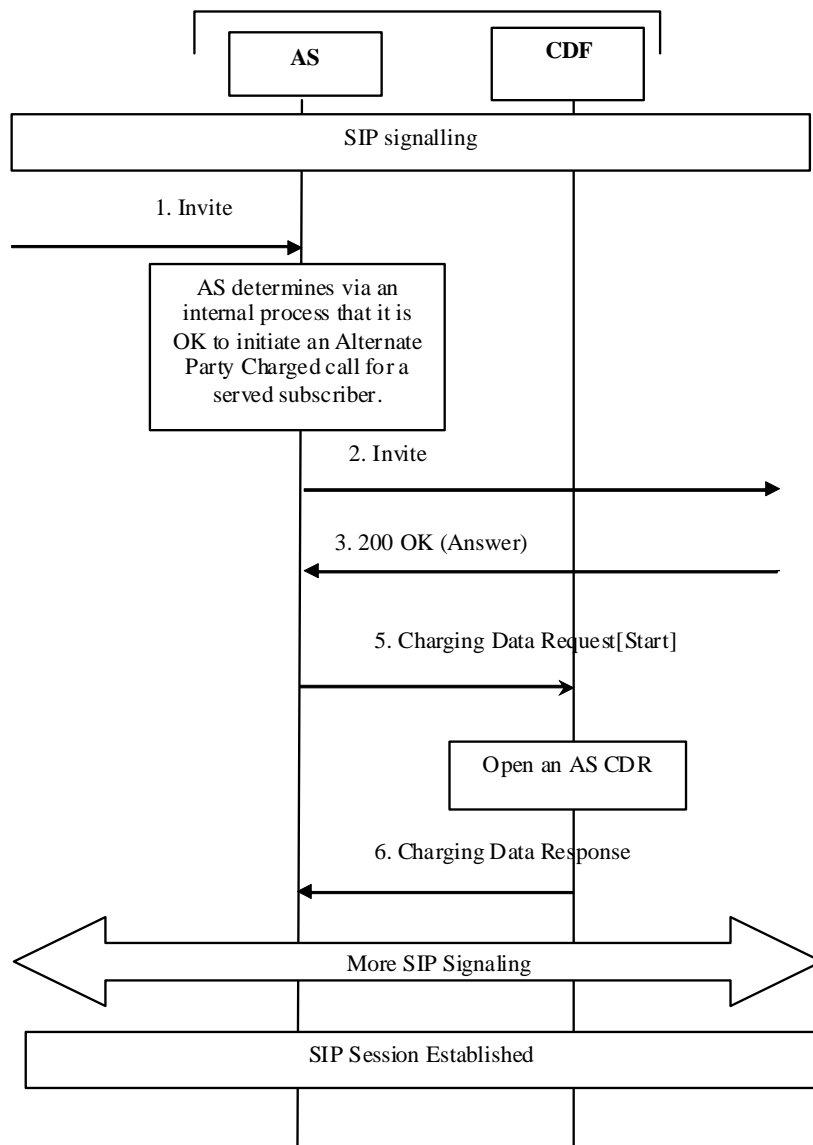 AS
CDF
SIP signalling
1. Invite
AS determines via an
internal process that it is
OK to initiate an Alternate
Party Charged call for a
served subscriber.
2. Invite
3. 200 OK (Answer)
5. Charging Data Request[Start]
Open an AS CDR
6. Charging Data Response
More SIP Signaling
SIP Session Established